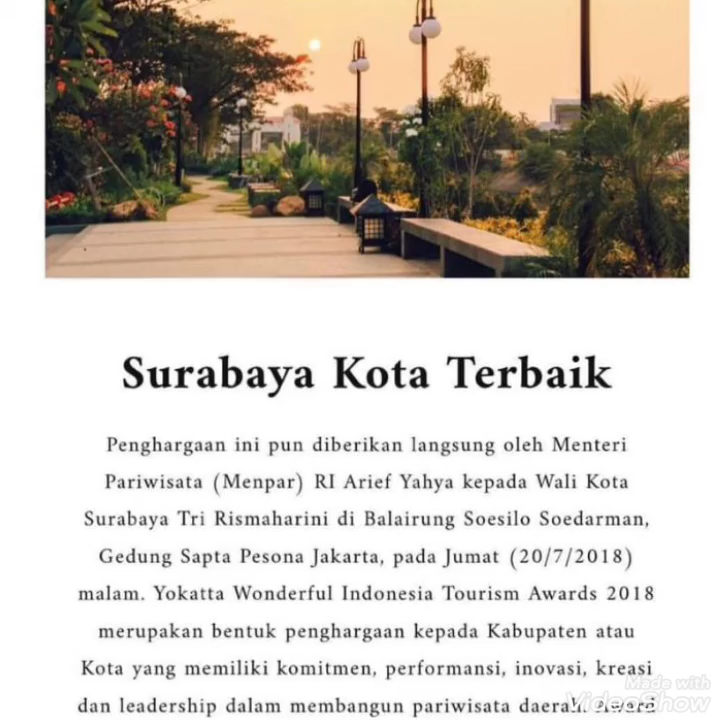 Surabaya Kota Terbaik
Penghargaan ini pun diberikan langsung oleh Menteri
Pariwisata (Menpar) RI Arief Yahya kepada Wali Kota
Surabaya Tri Rismaharini di Balairung Soesilo Soedarman,
Gedung Sapta Pesona Jakarta, pada Jumat (20/7/2018)
malam. Yokatta Wonderful Indonesia Tourism Awards 2018
merupakan bentuk penghargaan kepada Kabupaten atau
Kota yang memiliki komitmen, performansi, inovasi, kreasi
dan leadership dalam membangun pariwisata daerah. Award
Made with
VideoShow